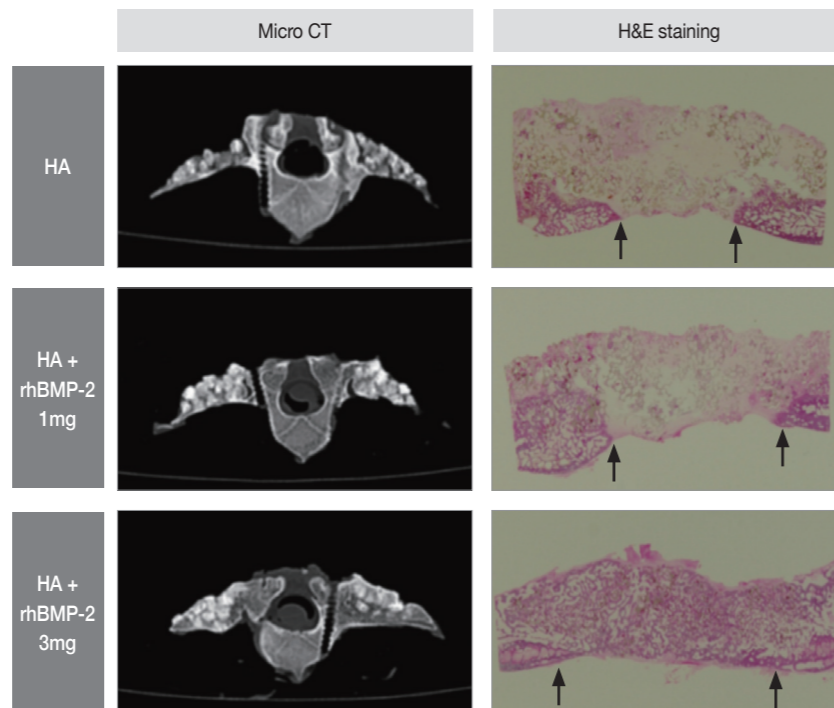 Micro CT
H&E staining
HA
HA +
rhBMP-2
1mg
HA +
rhBMP-2
3mg